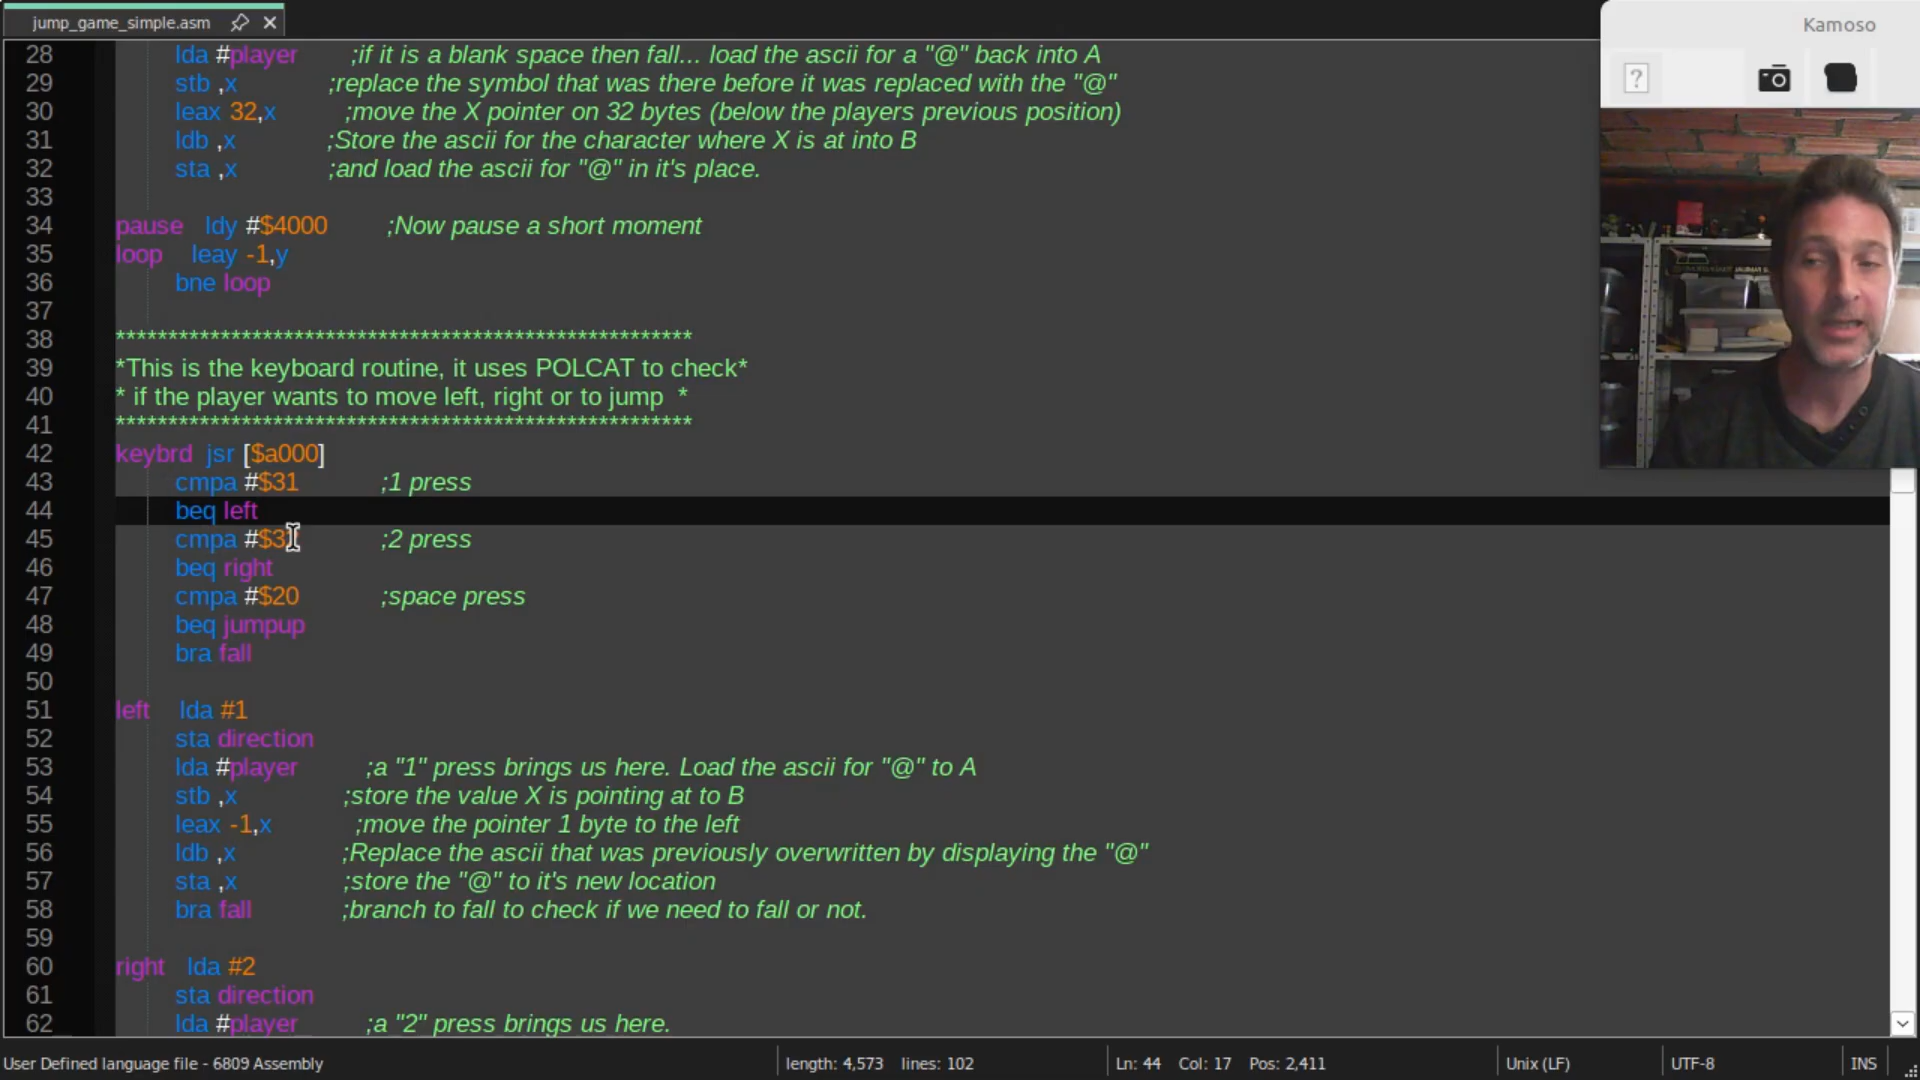 jump_game_simple.asm
Kamoso
?
28 lda #player ;if it is a blank space then fall... load the ascii for a "@" back into A
29 stb ,x ;replace the symbol that was there before it was replaced with the "@"
30 leax 32,x ;move the X pointer on 32 bytes (below the players previous position)
31 ldb ,x ;Store the ascii for the character where X is at into B
32 sta ,x ;and load the ascii for "@" in it's place.
33
34 pause ldy #$4000 ;Now pause a short moment
35 loop leay -1,y
36 bne loop
37
38 *****************************************************
39 *This is the keyboard routine, it uses POLCAT to check*
40 * if the player wants to move left, right or to jump *
41 *****************************************************
42 keybrd jsr [$a000]
43 cmpa #$31 ;1 press
44 beq left
45 cmpa #$3 ;2 press
46 beq right
47 cmpa #$20 ;space press
48 beq jumpup
49 bra fall
50
51 left lda #1
52 sta direction
53 lda #player ;a "1" press brings us here. Load the ascii for "@" to A
54 stb ,x ;store the value X is pointing at to B
55 leax -1,x ;move the pointer 1 byte to the left
56 ldb ,x ;Replace the ascii that was previously overwritten by displaying the "@"
57 sta ,x ;store the "@" to it's new location
58 bra fall ;branch to fall to check if we need to fall or not.
59
60 right lda #2
61 sta direction
62 lda #player ;a "2" press brings us here.
User Defined language file - 6809 Assembly length: 4,573 lines: 102 Ln: 44 Col: 17 Pos: 2,411 Unix (LF) UTF-8 INS